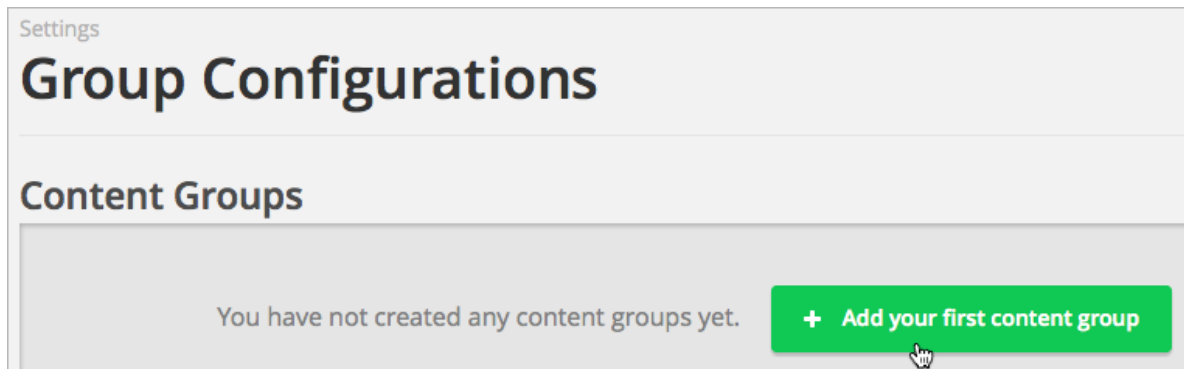 Settings
Group Configurations
Content Groups
You have not created any content groups yet.
+ Add your first content group